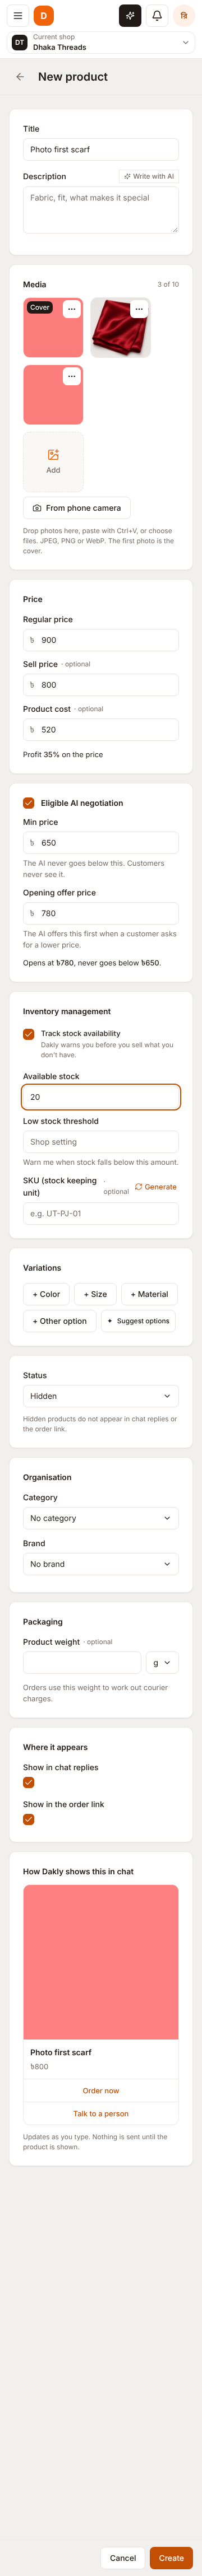 D
हि
DT
Current shop
Dhaka Threads
New product
Title
Photo first scarf
Description
Write with AI
Fabric, fit, what makes it special
Media
3 of 10
Cover
Add
From phone camera
Drop photos here, paste with Ctrl+V, or choose
files. JPEG, PNG or WebP. The first photo is the
cover.
Price
Regular price
৳ 900
Sell price · optional
৳ 800
Product cost · optional
৳ 520
Profit 35% on the price
Eligible AI negotiation
Min price
৳ 650
The AI never goes below this. Customers
never see it.
Opening offer price
৳ 780
The AI offers this first when a customer asks
for a lower price.
Opens at ৳780, never goes below ৳650.
Inventory management
Track stock availability
Dakly warns you before you sell what you
don't have.
Available stock
20
Low stock threshold
Shop setting
Warn me when stock falls below this amount.
SKU (stock keeping
unit)
· optional
Generate
e.g. UT-PJ-01
Variations
+ Color
+ Size
+ Material
+ Other option
Suggest options
Status
Hidden
Hidden products do not appear in chat replies or
the order link.
Organisation
Category
No category
Brand
No brand
Packaging
Product weight · optional
g
Orders use this weight to work out courier
charges.
Where it appears
Show in chat replies
Show in the order link
How Dakly shows this in chat
Photo first scarf
৳800
Order now
Talk to a person
Updates as you type. Nothing is sent until the
product is shown.
Cancel
Create